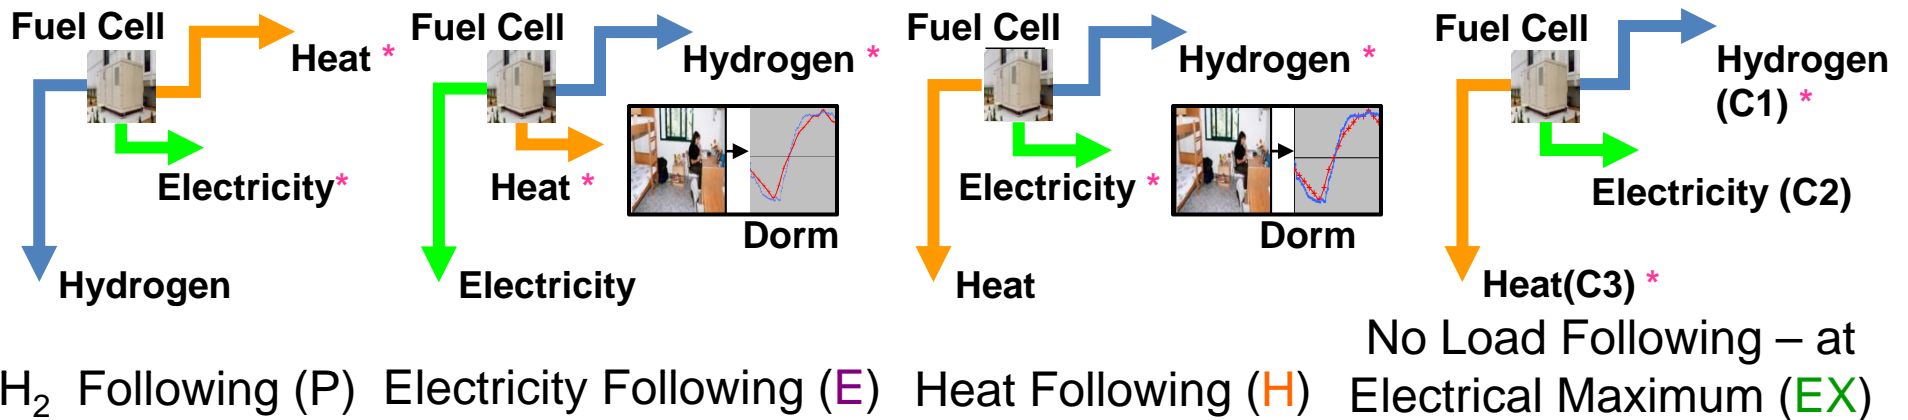 Fuel Cell
Heat *
Electricity*
Hydrogen
H2 Following (P)
Fuel Cell
Hydrogen *
Heat *
Dorm
Electricity
Electricity Following (E)
Fuel Cell
Hydrogen *
Electricity *
Dorm
Heat
Heat Following (H)
Fuel Cell
Hydrogen
(C1) *
Electricity (C2)
Heat(C3) *
No Load Following – at
Electrical Maximum (EX)